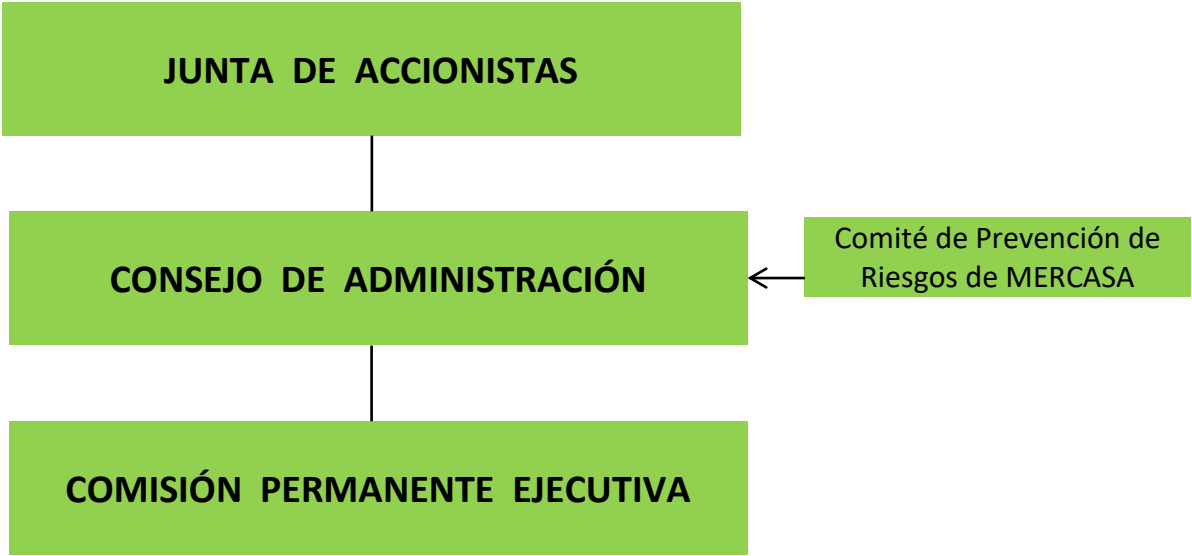 JUNTA DE ACCIONISTAS
CONSEJO DE ADMINISTRACIÓN
Comité de Prevención de
Riesgos de MERCASA
COMISIÓN PERMANENTE EJECUTIVA